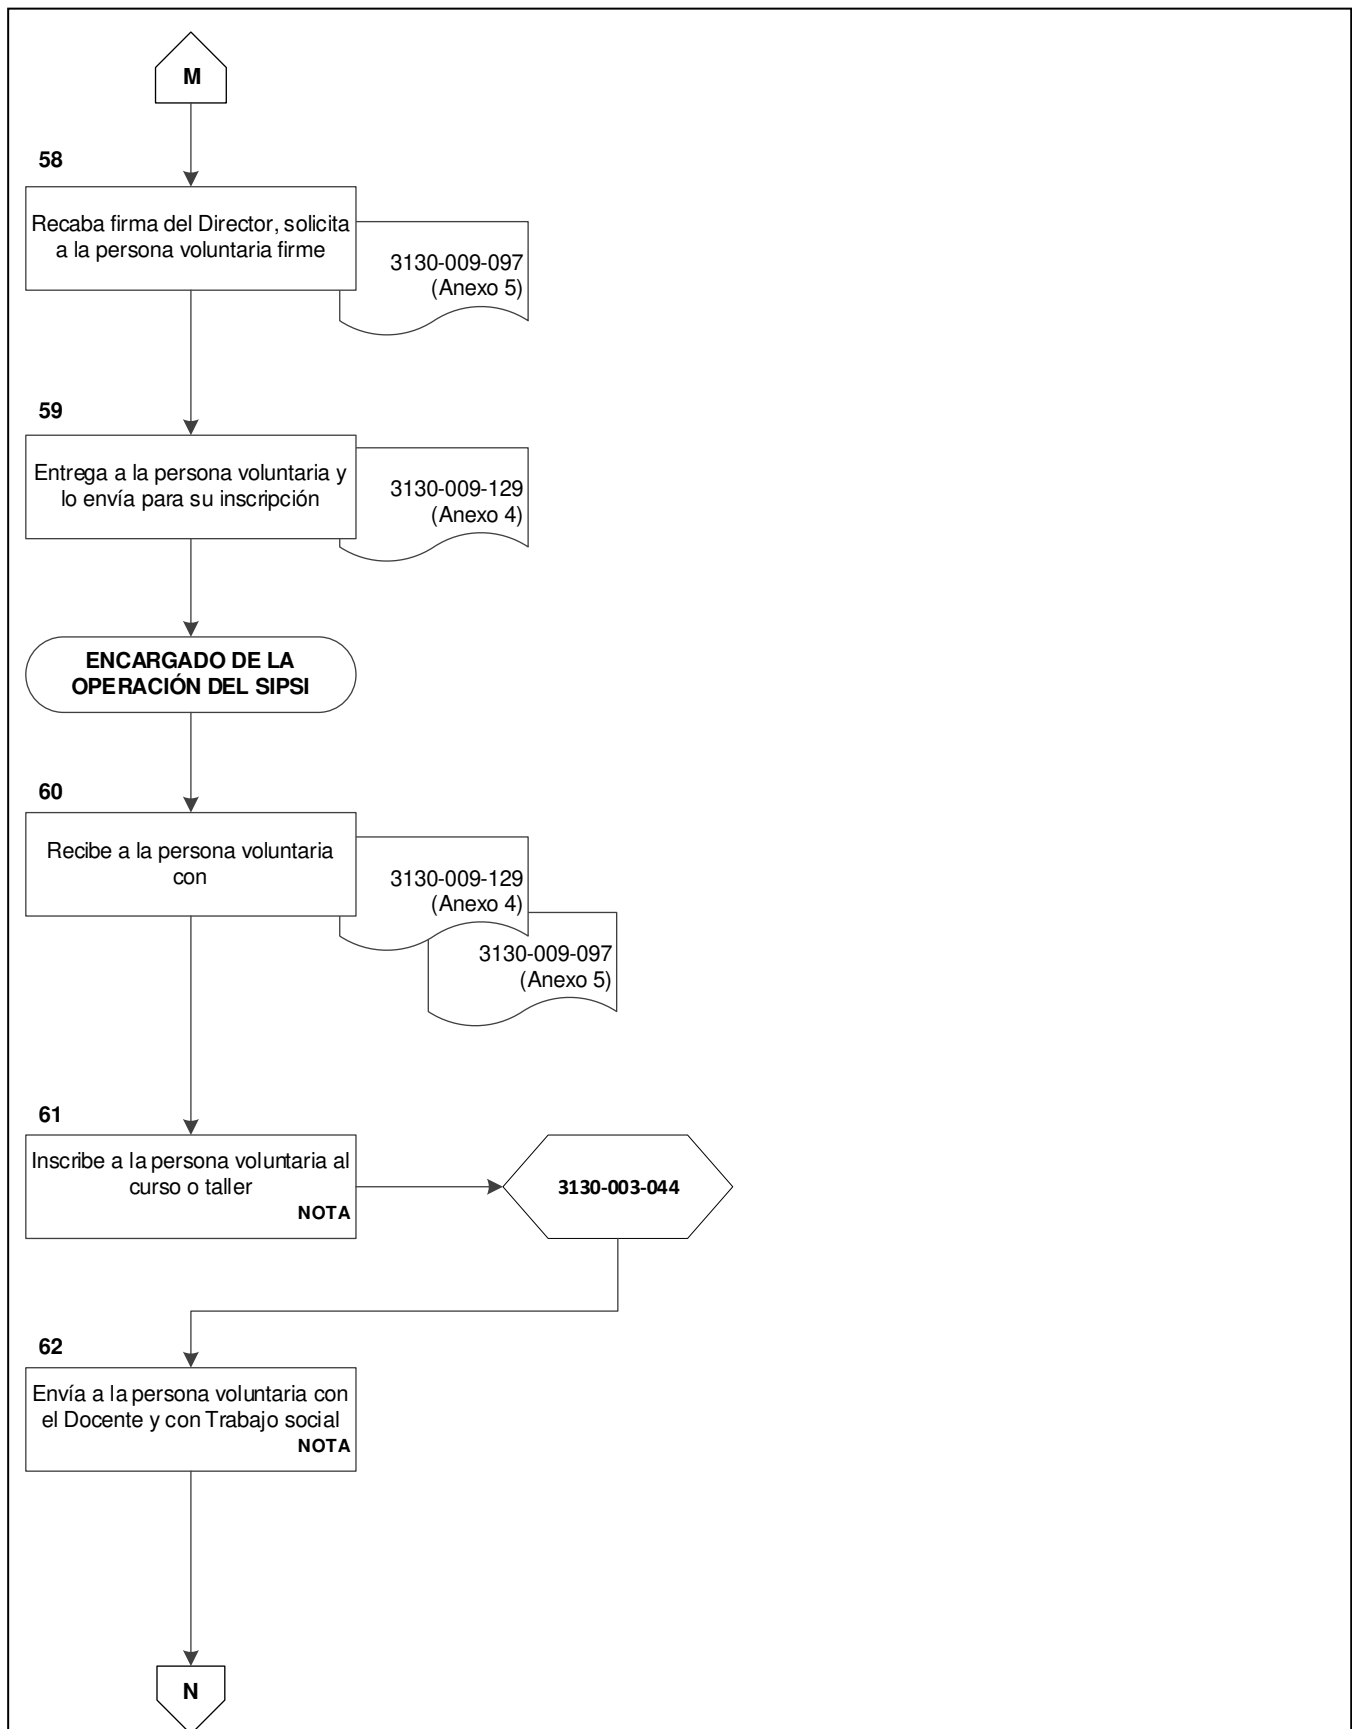 M
58
Recaba firma del Director, solicita
a la persona voluntaria firme
3130-009-097
(Anexo 5)
59
Entrega a la persona voluntaria y
lo envía para su inscripción
3130-009-129
(Anexo 4)
ENCARGADO DE LA
OPERACIÓN DEL SIPSI
60
Recibe a la persona voluntaria
con
3130-009-129
(Anexo 4)
3130-009-097
(Anexo 5)
61
Inscribe a la persona voluntaria al
curso o taller
NOTA
3130-003-044
62
Envía a la persona voluntaria con
el Docente y con Trabajo social
NOTA
N